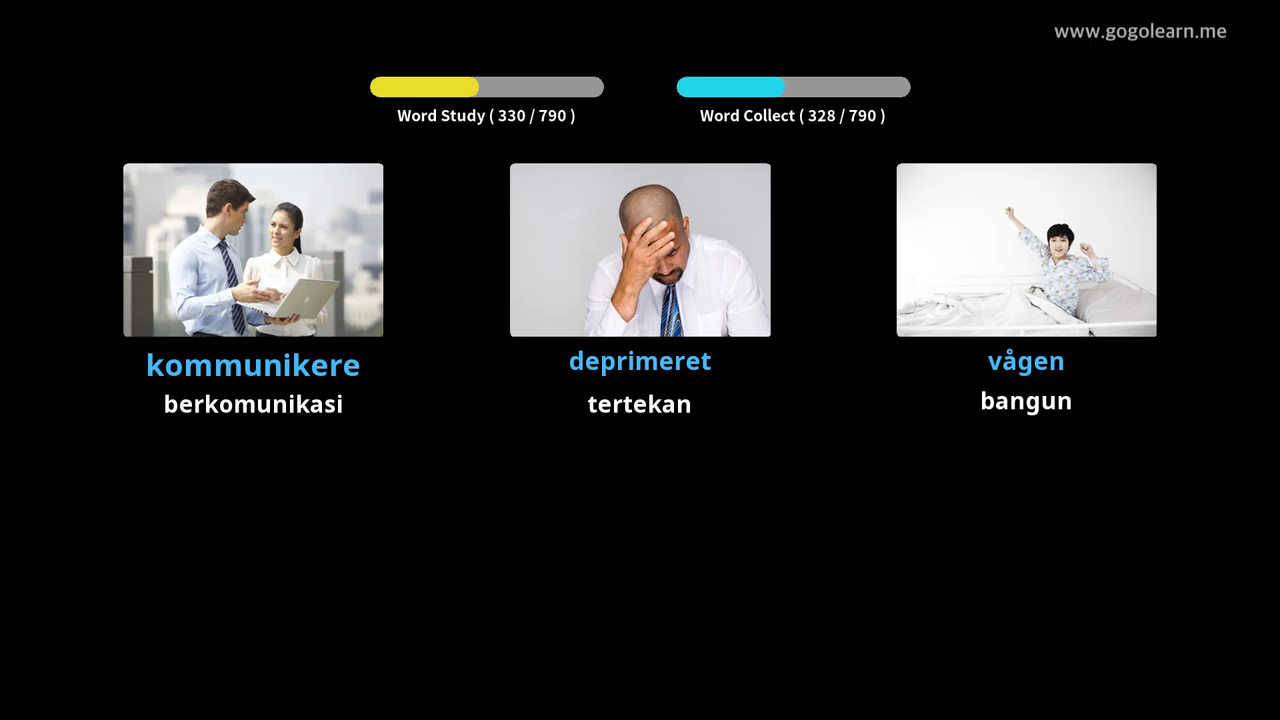 www.gogolearn.me
Word Study ( 330 / 790 )
Word Collect ( 328 / 790 )
kommunikere
berkomunikasi
deprimeret
tertekan
vågen
bangun